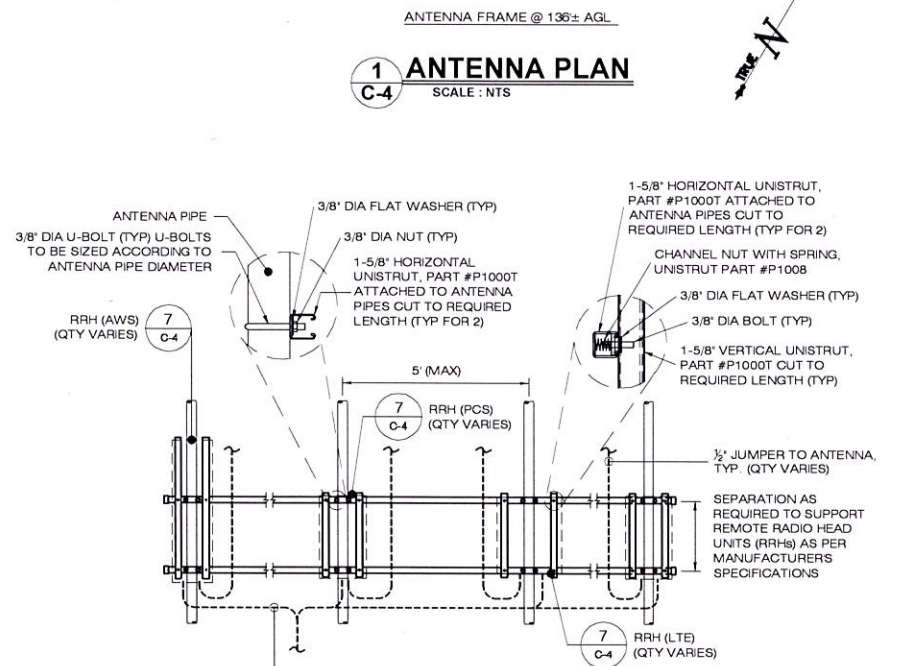 ANTENNA FRAME @ 136'± AGL
1
C-4
ANTENNA PLAN
SCALE : NTS
TRUE
N
ANTENNA PIPE
3/8" DIA U-BOLT (TYP) U-BOLTS
TO BE SIZED ACCORDING TO
ANTENNA PIPE DIAMETER
3/8" DIA FLAT WASHER (TYP)
3/8" DIA NUT (TYP)
1-5/8" HORIZONTAL
UNISTRUT, PART #P1000T
ATTACHED TO ANTENNA
PIPES CUT TO REQUIRED
LENGTH (TYP FOR 2)
1-5/8" HORIZONTAL UNISTRUT,
PART #P1000T ATTACHED TO
ANTENNA PIPES CUT TO
REQUIRED LENGTH (TYP FOR 2)
CHANNEL NUT WITH SPRING,
UNISTRUT PART #P1008
3/8" DIA FLAT WASHER (TYP)
3/8" DIA BOLT (TYP)
1-5/8" VERTICAL UNISTRUT,
PART #P1000T CUT TO
REQUIRED LENGTH (TYP)
RRH (AWS)
(QTY VARIES)
7
C-4
5' (MAX)
7
C-4
RRH (PCS)
(QTY VARIES)
½" JUMPER TO ANTENNA,
TYP. (QTY VARIES)
SEPARATION AS
REQUIRED TO SUPPORT
REMOTE RADIO HEAD
UNITS (RRHs) AS PER
MANUFACTURERS
SPECIFICATIONS
7
C-4
RRH (LTE)
(QTY VARIES)